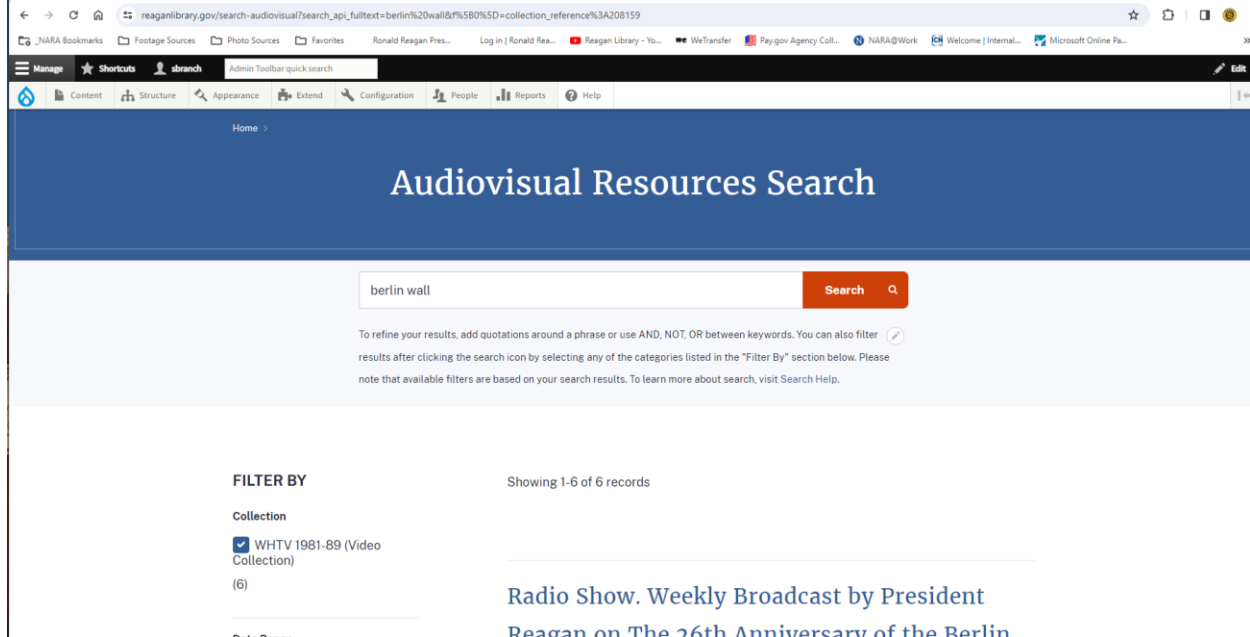 reaganlibrary.gov/search-audiovisual?search_api_fulltext=berlin%20wall&f%5B0%5D=collection_reference%3A208159
_NARA Bookmarks Footage Sources Photo Sources Favorites Ronald Reagan Pres... Log in | Ronald Rea... Reagan Library - Yo... we WeTransfer Pay.gov Agency Coll... N NARA@Work ICN Welcome | Internal... Microsoft Online Pa... »
Manage Shortcuts sbranch Admin Toolbar quick search Edit
Content Structure Appearance Extend Configuration People Reports Help
Home >
Audiovisual Resources Search
berlin wall Search
To refine your results, add quotations around a phrase or use AND, NOT, OR between keywords. You can also filter
results after clicking the search icon by selecting any of the categories listed in the "Filter By" section below. Please
note that available filters are based on your search results. To learn more about search, visit Search Help.
FILTER BY
Showing 1-6 of 6 records
Collection
WHTV 1981-89 (Video
Collection)
(6)
Radio Show. Weekly Broadcast by President
Reagan on The 26th Anniversary of the Berlin
Date Range